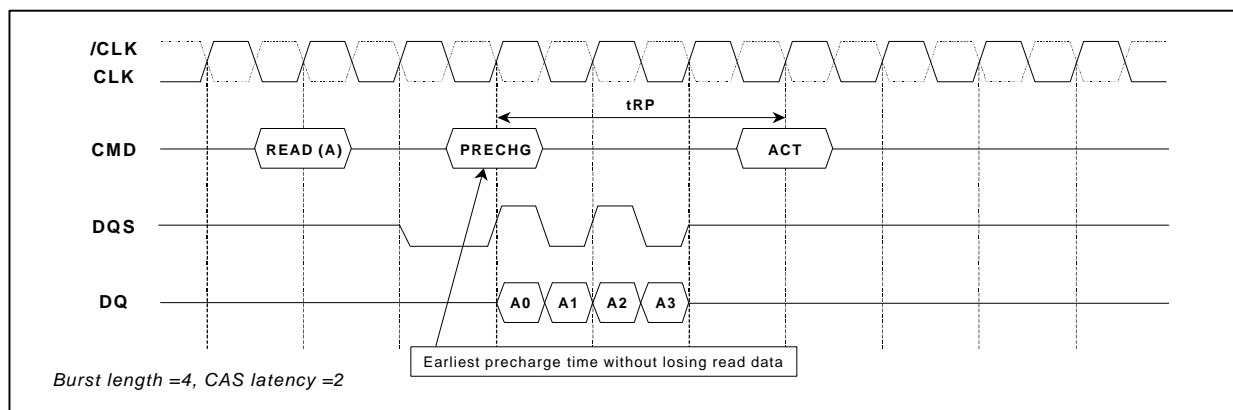 /CLK
CLK
tRP
CMD
READ (A)
PRECHG
ACT
DQS
DQ
A0
A1
A2
A3
Earliest precharge time without losing read data
Burst length =4, CAS latency =2